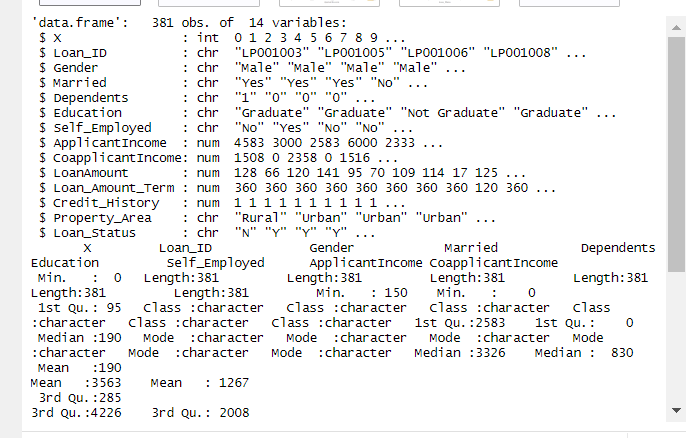 'data.frame':   381 obs. of  14 variables:
 $ X                : int  0 1 2 3 4 5 6 7 8 9 ...
 $ Loan_ID          : chr  "LP001003" "LP001005" "LP001006" "LP001008" ...
 $ Gender           : chr  "Male" "Male" "Male" "Male" ...
 $ Married          : chr  "Yes" "Yes" "Yes" "No" ...
 $ Dependents       : chr  "1" "0" "0" "0" ...
 $ Education        : chr  "Graduate" "Graduate" "Not Graduate" "Graduate" ...
 $ Self_Employed    : chr  "No" "Yes" "No" "No" ...
 $ ApplicantIncome  : num  4583 3000 2583 6000 2333 ...
 $ CoapplicantIncome: num  1508 0 2358 0 1516 ...
 $ LoanAmount       : num  128 66 120 141 95 70 109 114 17 125 ...
 $ Loan_Amount_Term : num  360 360 360 360 360 360 360 360 120 360 ...
 $ Credit_History   : num  1 1 1 1 1 1 1 1 1 1 ...
 $ Property_Area    : chr  "Rural" "Urban" "Urban" "Urban" ...
 $ Loan_Status      : chr  "N" "Y" "Y" "Y" ...
       X         Loan_ID             Gender            Married           Dependents
 Education         Self_Employed      ApplicantIncome CoapplicantIncome
 Min.   :  0   Length:381         Length:381         Length:381         Length:381
 Length:381         Length:381         Min.   : 150   Min.   :    0
 1st Qu.: 95   Class :character   Class :character   Class :character   Class
:character   Class :character   Class :character   1st Qu.:2583   1st Qu.:    0
 Median :190   Mode  :character   Mode  :character   Mode  :character   Mode
:character   Mode  :character   Mode  :character   Median :3326   Median :  830
 Mean   :190
Mean   :3563    Mean   : 1267
 3rd Qu.:285
3rd Qu.:4226    3rd Qu.: 2008